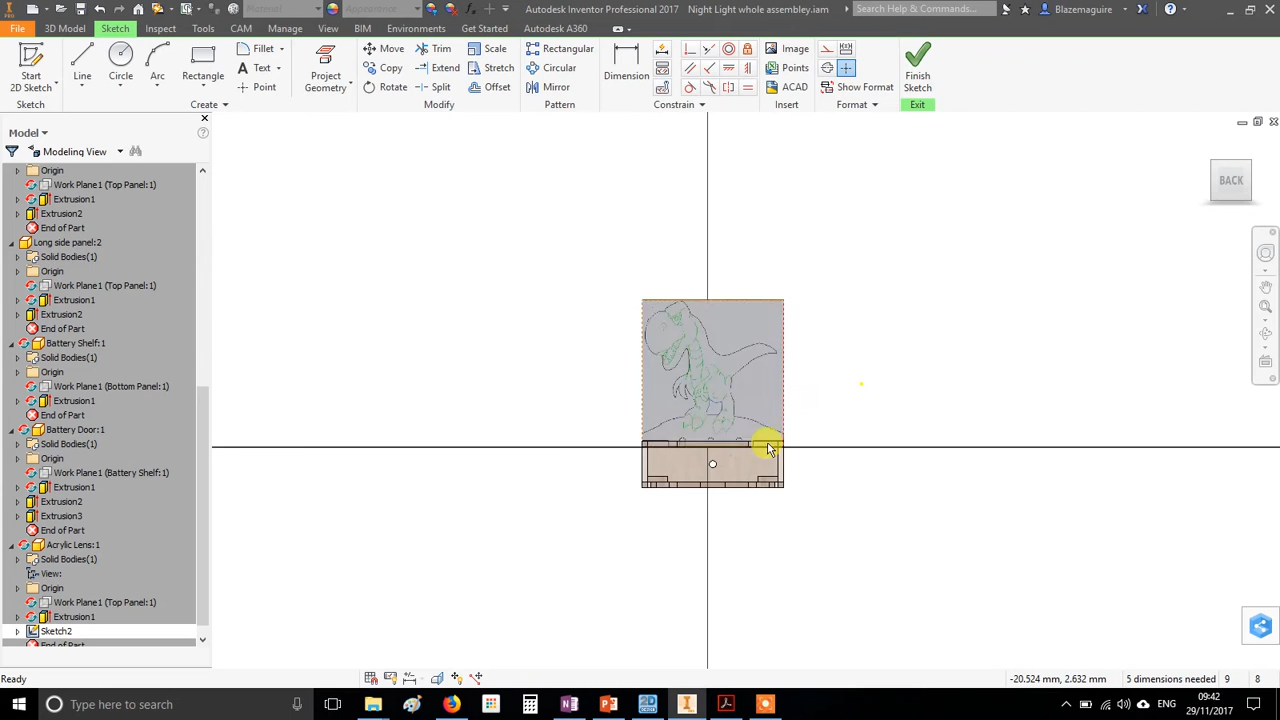 Material
Appearance
Autodesk Inventor Professional 2017   Night Light whole assembly.iam
Search Help & Commands...
Blazemaguire
File
3D Model
Sketch
Inspect
Tools
CAM
Manage
View
BIM
Environments
Get Started
Autodesk A360
Start
2D Sketch
Line
Circle
Arc
Rectangle
Fillet
Text
Point
Project
Geometry
Move
Copy
Rotate
Trim
Extend
Split
Scale
Stretch
Offset
Rectangular
Circular
Mirror
Dimension
Image
Points
ACAD
Show Format
Finish
Sketch
Sketch
Create
Modify
Pattern
Constrain
Insert
Format
Exit
Model
Modeling View
Origin
Work Plane1 (Top Panel:1)
Extrusion1
Extrusion2
End of Part
Long side panel:2
Solid Bodies(1)
Origin
Work Plane1 (Top Panel:1)
Extrusion1
Extrusion2
End of Part
Battery Shelf:1
Solid Bodies(1)
Origin
Work Plane1 (Bottom Panel:1)
Extrusion1
End of Part
Battery Door:1
Solid Bodies(1)
Origin
Work Plane1 (Battery Shelf:1)
Extrusion1
Extrusion2
Extrusion3
End of Part
Acrylic Lens:1
Solid Bodies(1)
View:
Origin
Work Plane1 (Top Panel:1)
Extrusion1
Sketch2
End of Part
BACK
Ready
-20.524 mm, 2.632 mm
5 dimensions needed
9
8
Type here to search
ENG
09:42
29/11/2017